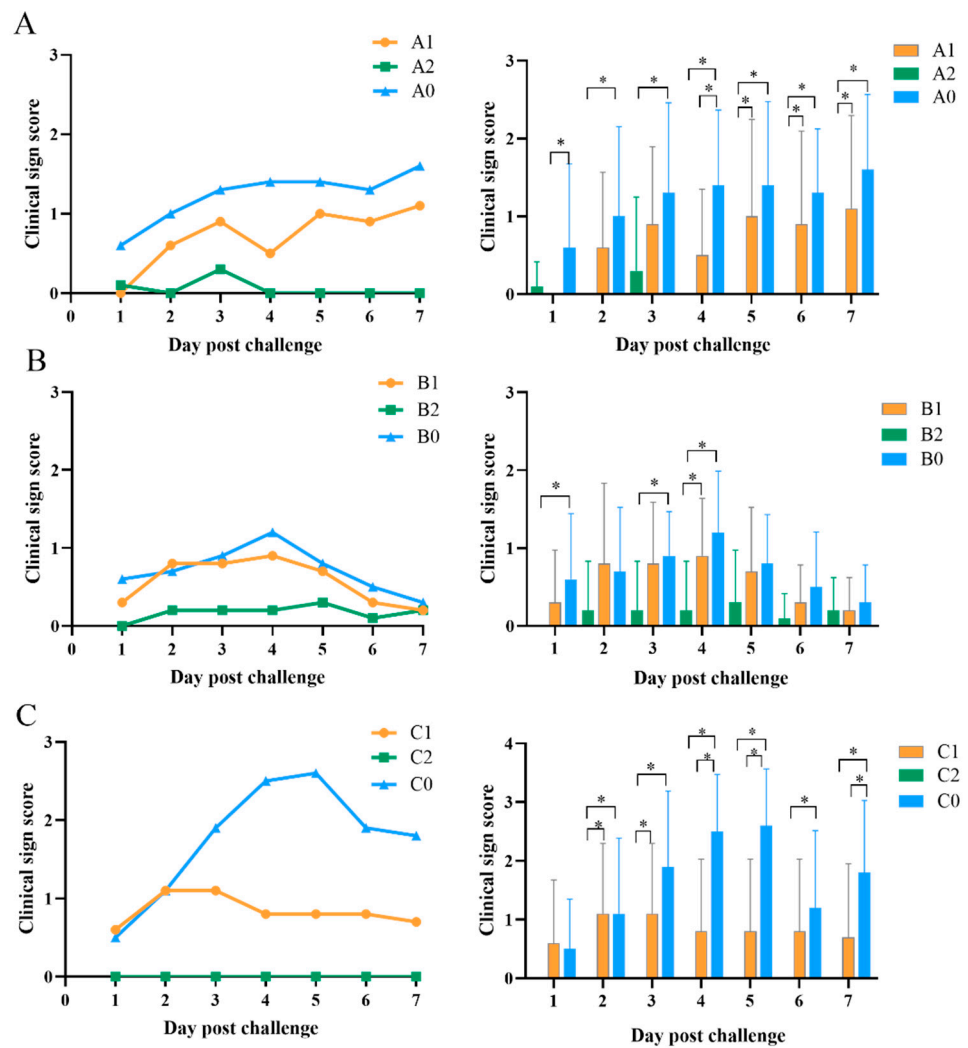 A
A1
A2
A0
Clinical sign score
3
2
1
0
0 1 2 3 4 5 6 7
Day post challenge
A1
A2
A0
Clinical sign score
3
2
1
0
* * * * * * * * * * *
1 2 3 4 5 6 7
Day post challenge
B
B1
B2
B0
Clinical sign score
3
2
1
0
0 1 2 3 4 5 6 7
Day post challenge
B1
B2
B0
Clinical sign score
3
2
1
0
* * * *
1 2 3 4 5 6 7
Day post challenge
C
C1
C2
C0
Clinical sign score
3
2
1
0
0 1 2 3 4 5 6 7
Day post challenge
C1
C2
C0
Clinical sign score
4
3
2
1
0
* * * * * * * * * * *
1 2 3 4 5 6 7
Day post challenge